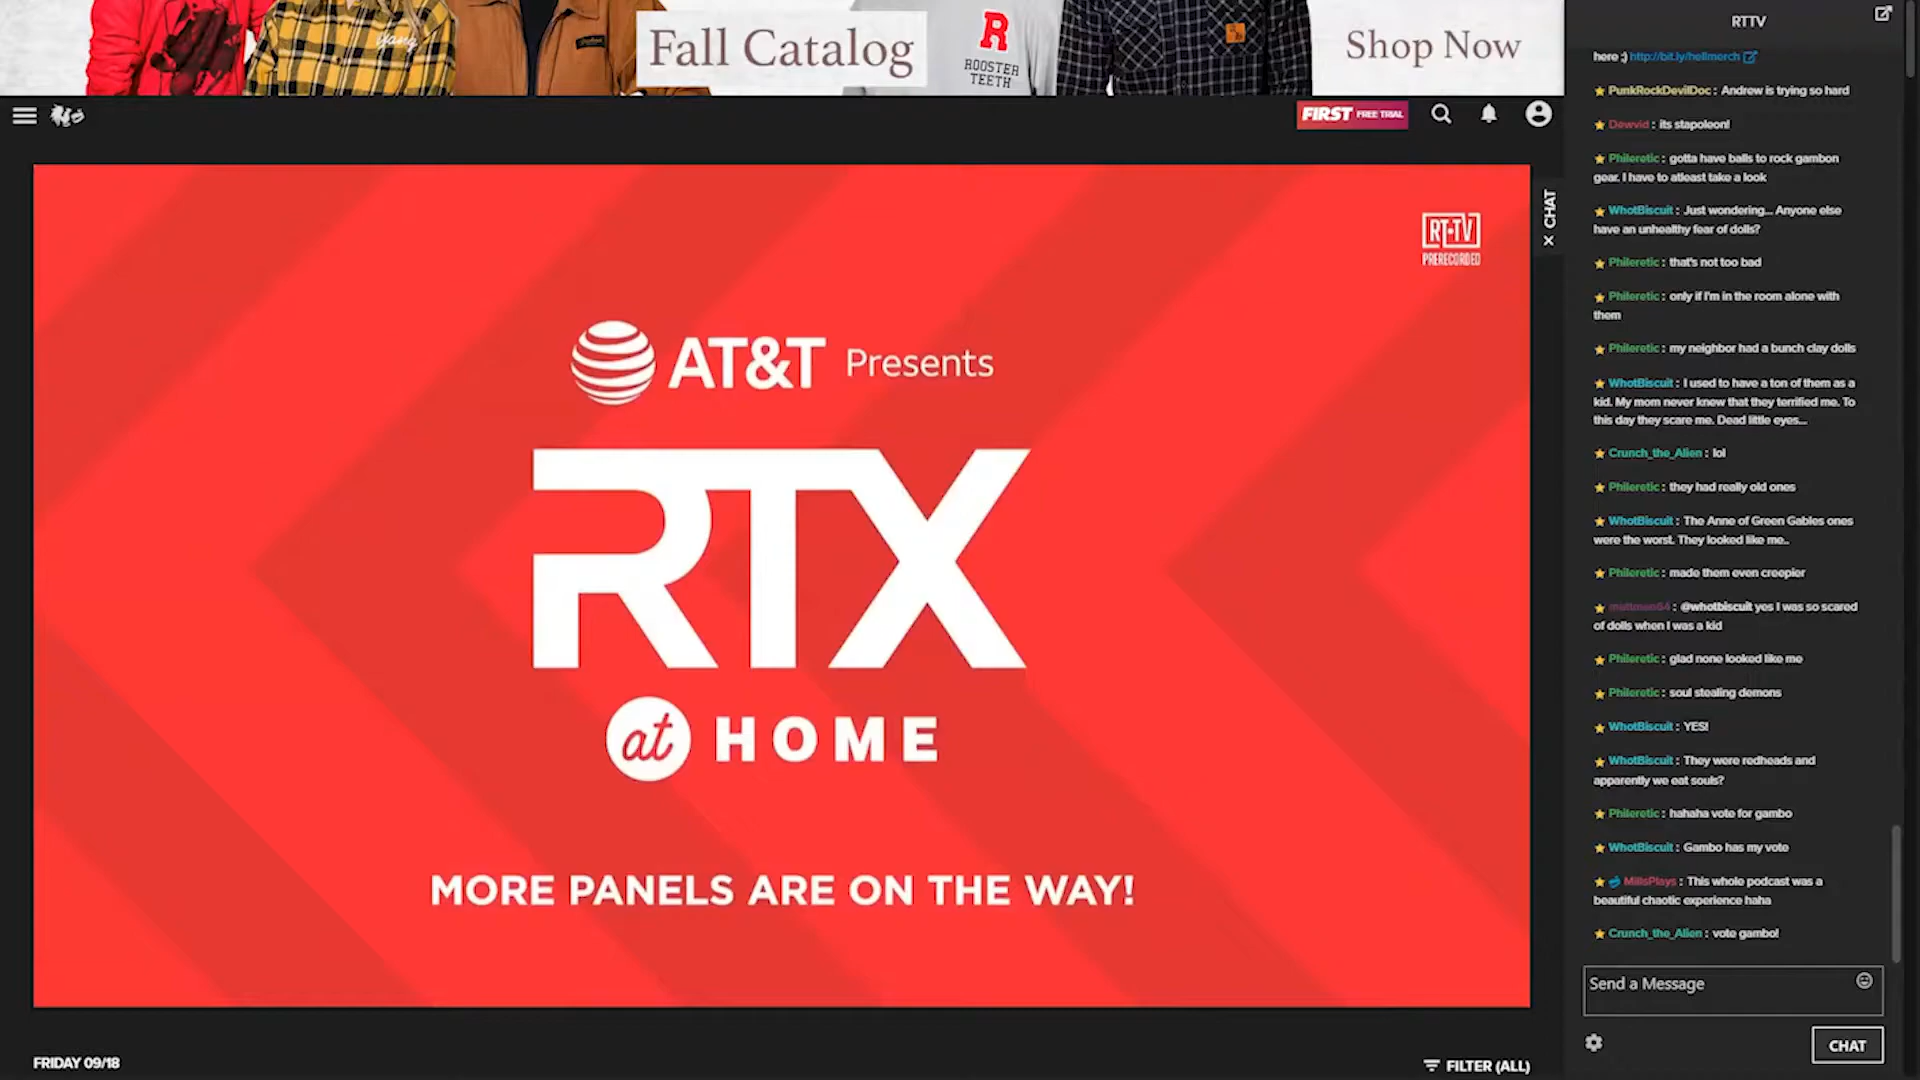 Yang
Fall Catalog
R
ROOSTER
TEETH
Shop Now
FIRST FREE TRIAL
RT-TV
PRERECORDED
AT&T Presents
RTX
at HOME
MORE PANELS ARE ON THE WAY!
FRIDAY 09/18
FILTER (ALL)
X CHAT
RTTV
here ;) http://bit.ly/hellmerch
PunkRockDevilDoc : Andrew is trying so hard
Dewvid : its stapoleon!
Phileretic : gotta have balls to rock gambon
gear. I have to atleast take a look
WhotBiscuit : Just wondering... Anyone else
have an unhealthy fear of dolls?
Phileretic : that's not too bad
Phileretic : only if I'm in the room alone with
them
Phileretic : my neighbor had a bunch clay dolls
WhotBiscuit : I used to have a ton of them as a
kid. My mom never knew that they terrified me. To
this day they scare me. Dead little eyes...
Crunch_the_Alien : lol
Phileretic : they had really old ones
WhotBiscuit : The Anne of Green Gables ones
were the worst. They looked like me..
Phileretic : made them even creepier
: @whotbiscuit yes I was so scared
of dolls when I was a kid
Phileretic : glad none looked like me
Phileretic : soul stealing demons
WhotBiscuit : YES!
WhotBiscuit : They were redheads and
apparently we eat souls?
Phileretic : hahaha vote for gambo
WhotBiscuit : Gambo has my vote
MillsPlays : This whole podcast was a
beautiful chaotic experience haha
Crunch_the_Alien : vote gambo!
Send a Message
CHAT